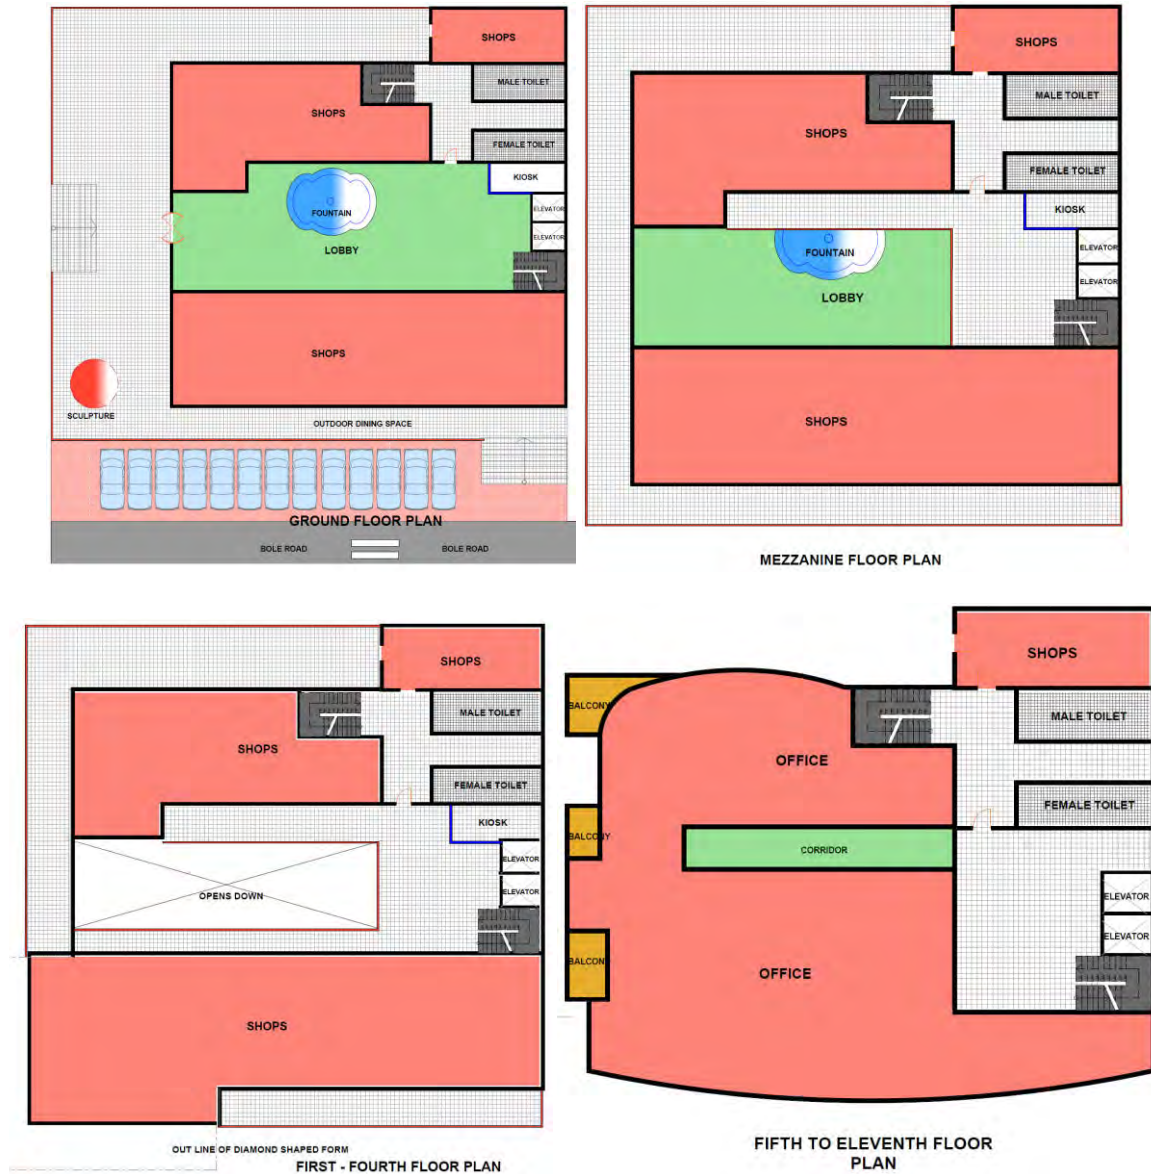 SHOPS
MALE TOILET
SHOPS
FEMALE TOILET
KIOSK
ELEVATOR
FOUNTAIN
ELEVATOR
LOBBY
SHOPS
SCULPTURE
OUTDOOR DINING SPACE
GROUND FLOOR PLAN
BOLE ROAD
BOLE ROAD
SHOPS
MALE TOILET
SHOPS
FEMALE TOILET
KIOSK
ELEVATOR
FOUNTAIN
ELEVATOR
LOBBY
SHOPS
MEZZANINE FLOOR PLAN
SHOPS
MALE TOILET
SHOPS
FEMALE TOILET
KIOSK
ELEVATOR
OPENS DOWN
ELEVATOR
SHOPS
OUT LINE OF DIAMOND SHAPED FORM
FIRST - FOURTH FLOOR PLAN
SHOPS
BALCONY
MALE TOILET
OFFICE
FEMALE TOILET
BALCONY
CORRIDOR
ELEVATOR
ELEVATOR
BALCONY
OFFICE
FIFTH TO ELEVENTH FLOOR
PLAN